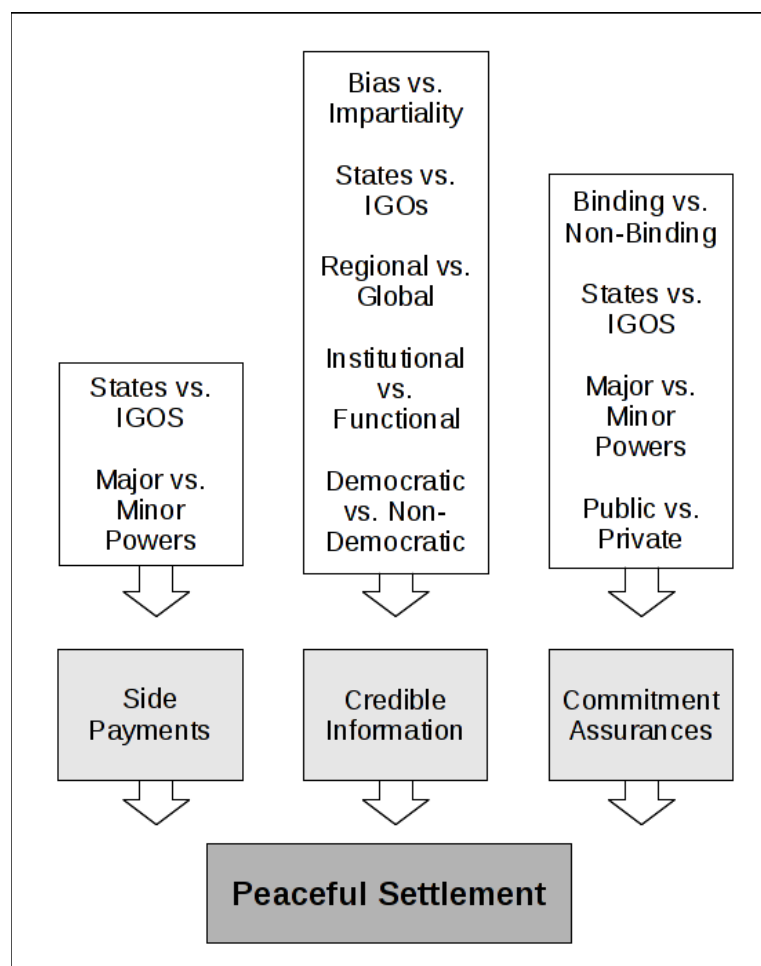 States vs.
IGOS
Major vs.
Minor
Powers
Bias vs.
Impartiality
States vs.
IGOs
Regional vs.
Global
Institutional
vs.
Functional
Democratic
vs. Non-
Democratic
Binding vs.
Non-Binding
States vs.
IGOS
Major vs.
Minor
Powers
Public vs.
Private
Side
Payments
Credible
Information
Commitment
Assurances
Peaceful Settlement